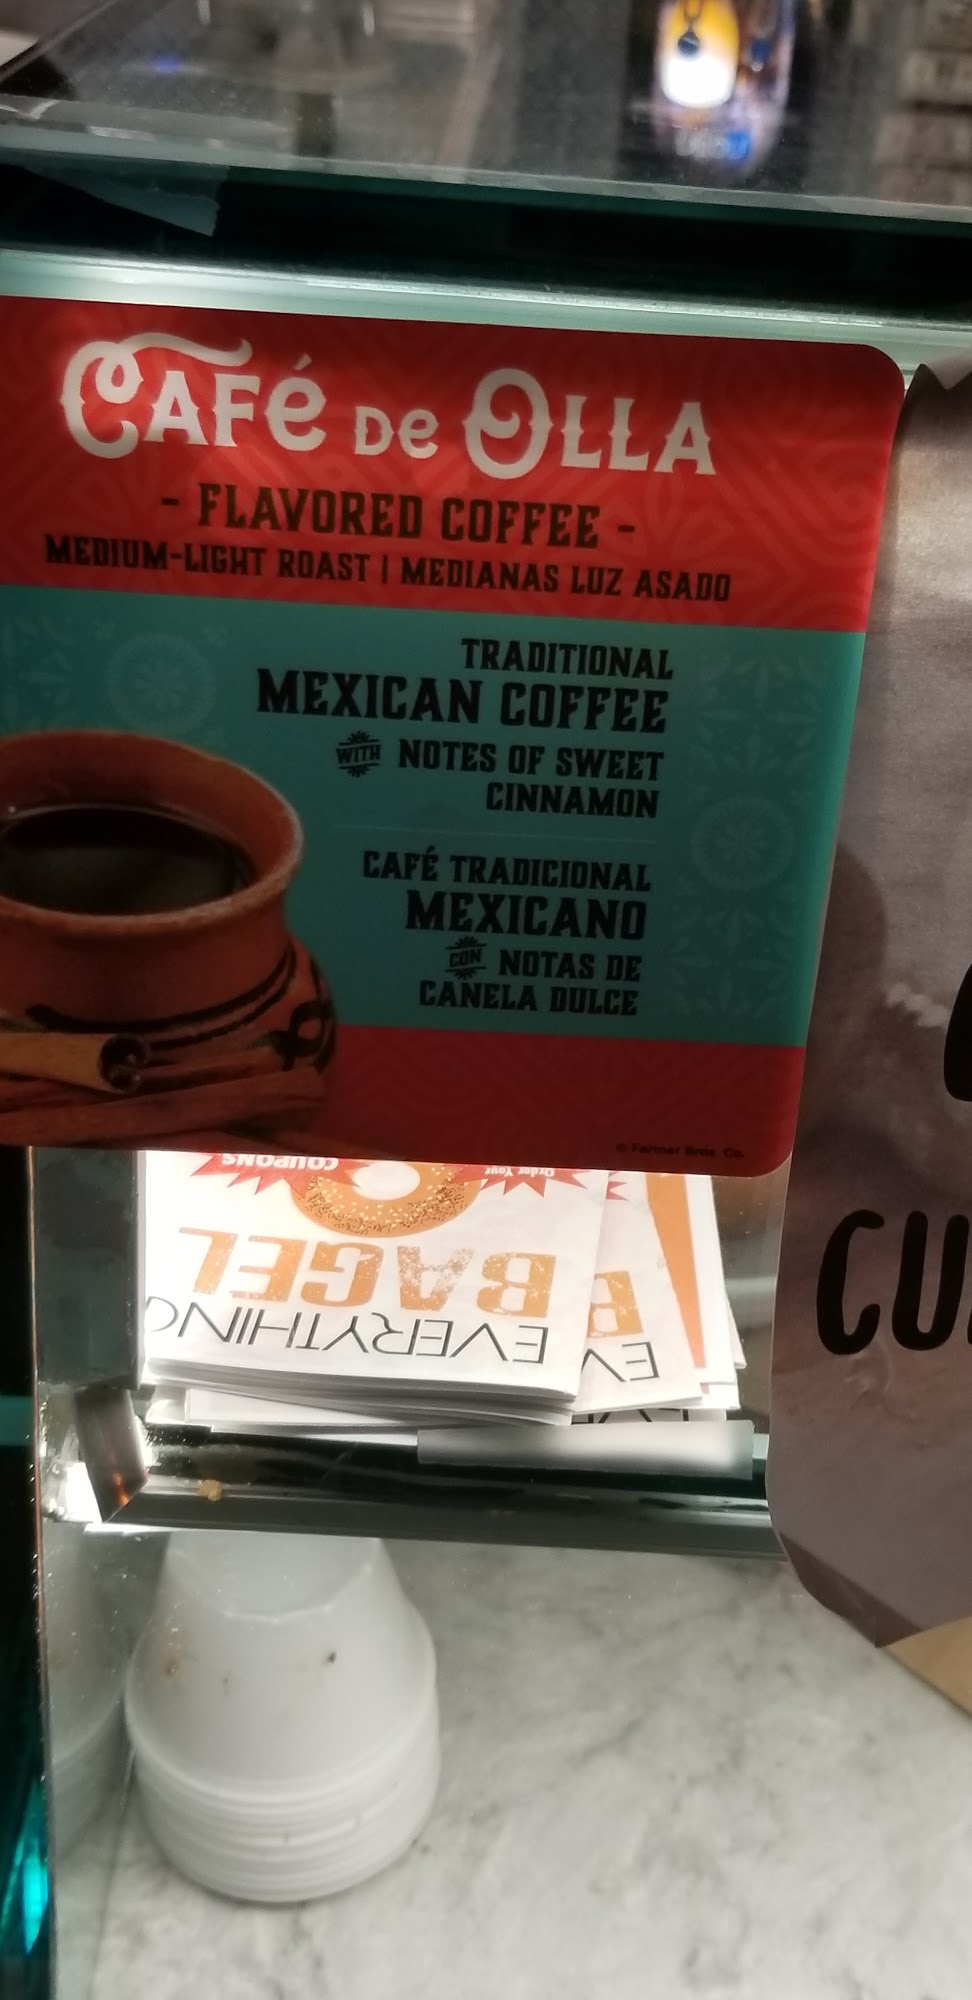 CAFé De OLLA
- FLAVORED COFFEE -
MEDIUM-LIGHT ROAST | MEDIANAS LUZ ASADO
TRADITIONAL
MEXICAN COFFEE
WITH NOTES OF SWEET
CINNAMON
CAFÉ TRADICIONAL
MEXICANO
CON NOTAS DE
CANELA DULCE
© Farmer Bros. Co.
COUPONS
Order Your
BAGEL
EVERYTHING
B
EV
CU